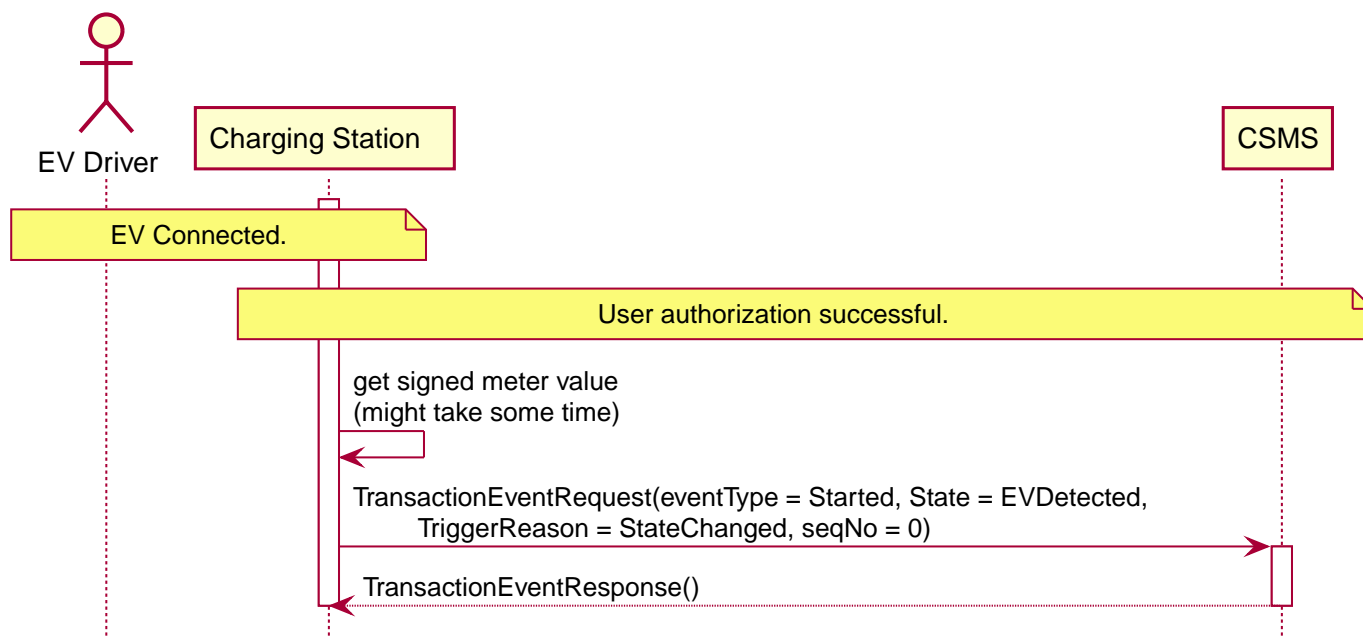 EV Driver
Charging Station
CSMS
EV Connected.
User authorization successful.
get signed meter value
(might take some time)
TransactionEventRequest(eventType = Started, State = EVDetected,
TriggerReason = StateChanged, seqNo = 0)
TransactionEventResponse()